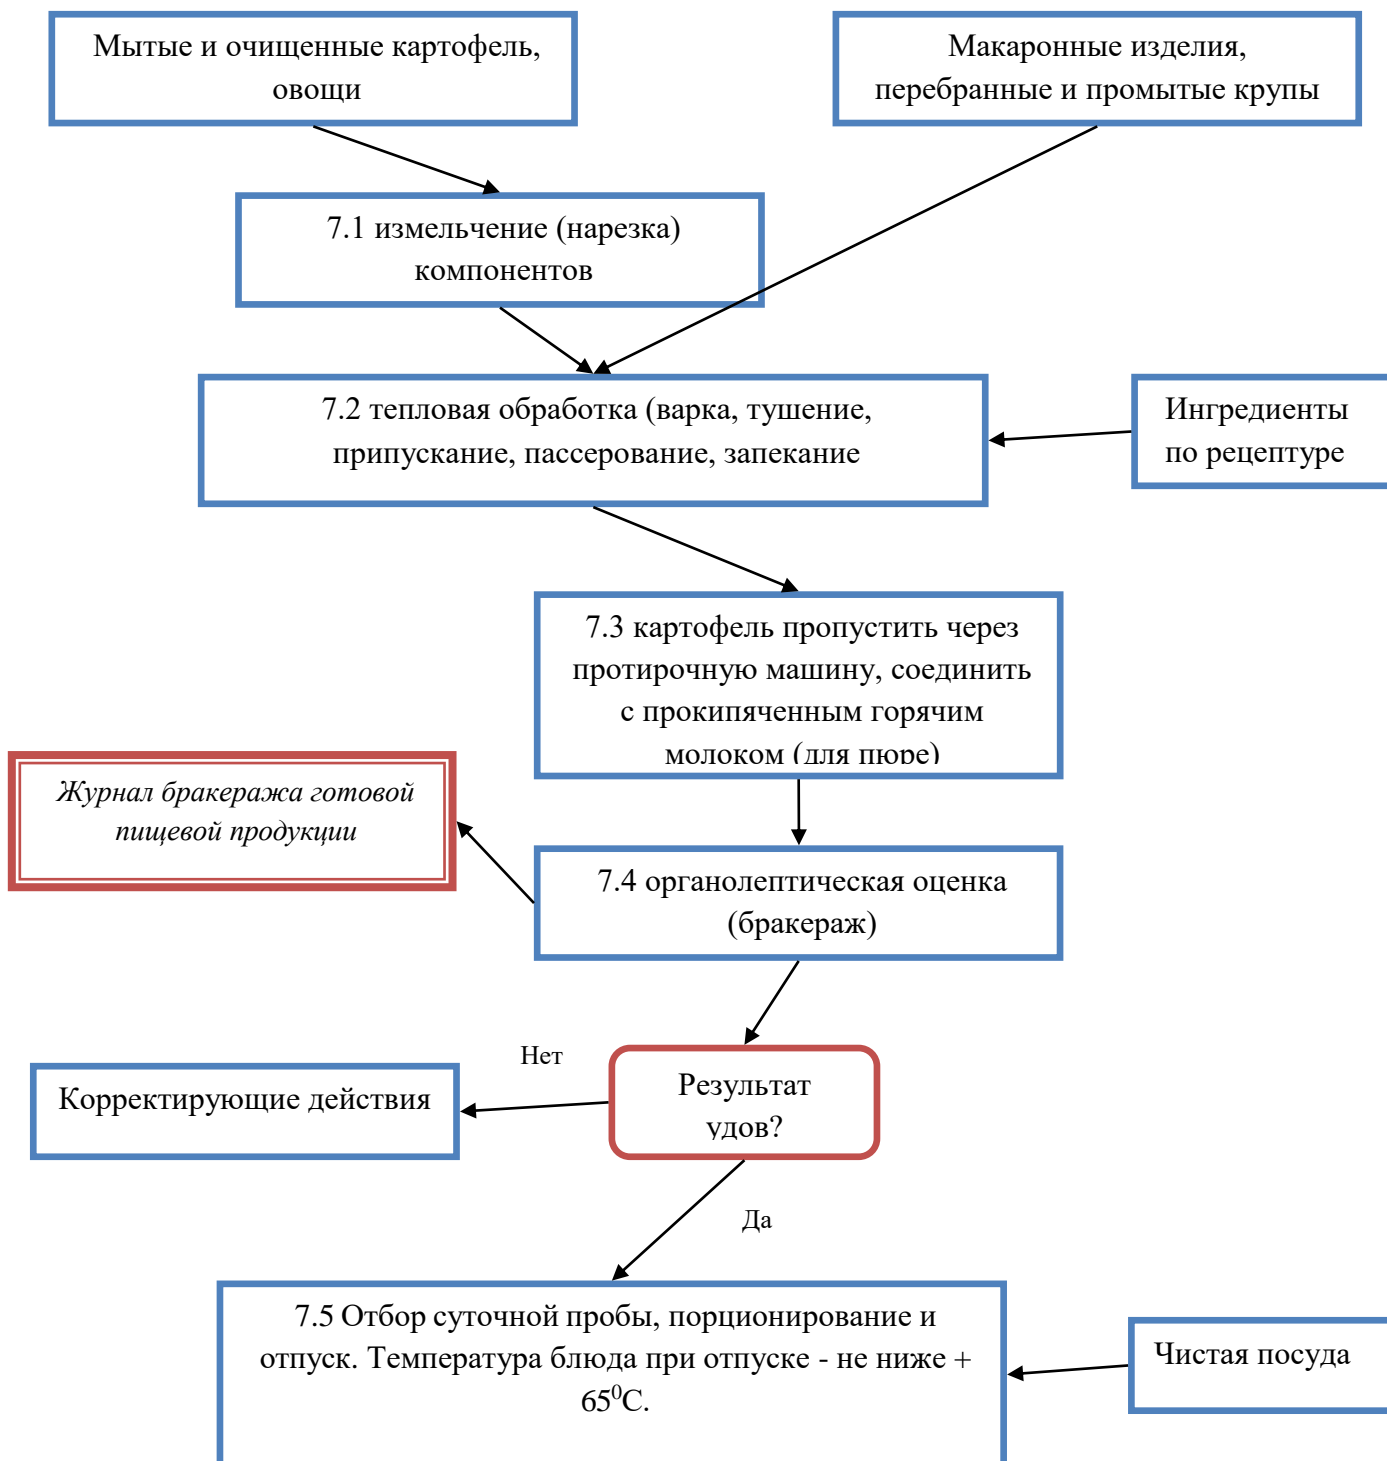 Мытые и очищенные картофель,
овощи
Макаронные изделия,
перебранные и промытые крупы
7.1 измельчение (нарезка)
компонентов
7.2 тепловая обработка (варка, тушение,
припускание, пассерование, запекание
Ингредиенты
по рецептуре
7.3 картофель пропустить через
протирочную машину, соединить
с прокипяченным горячим
молоком (для пюре)
Журнал бракеража готовой
пищевой продукции
7.4 органолептическая оценка
(бракераж)
Нет
Результат
удов?
Корректирующие действия
Да
7.5 Отбор суточной пробы, порционирование и
отпуск. Температура блюда при отпуске - не ниже +
65⁰С.
Чистая посуда